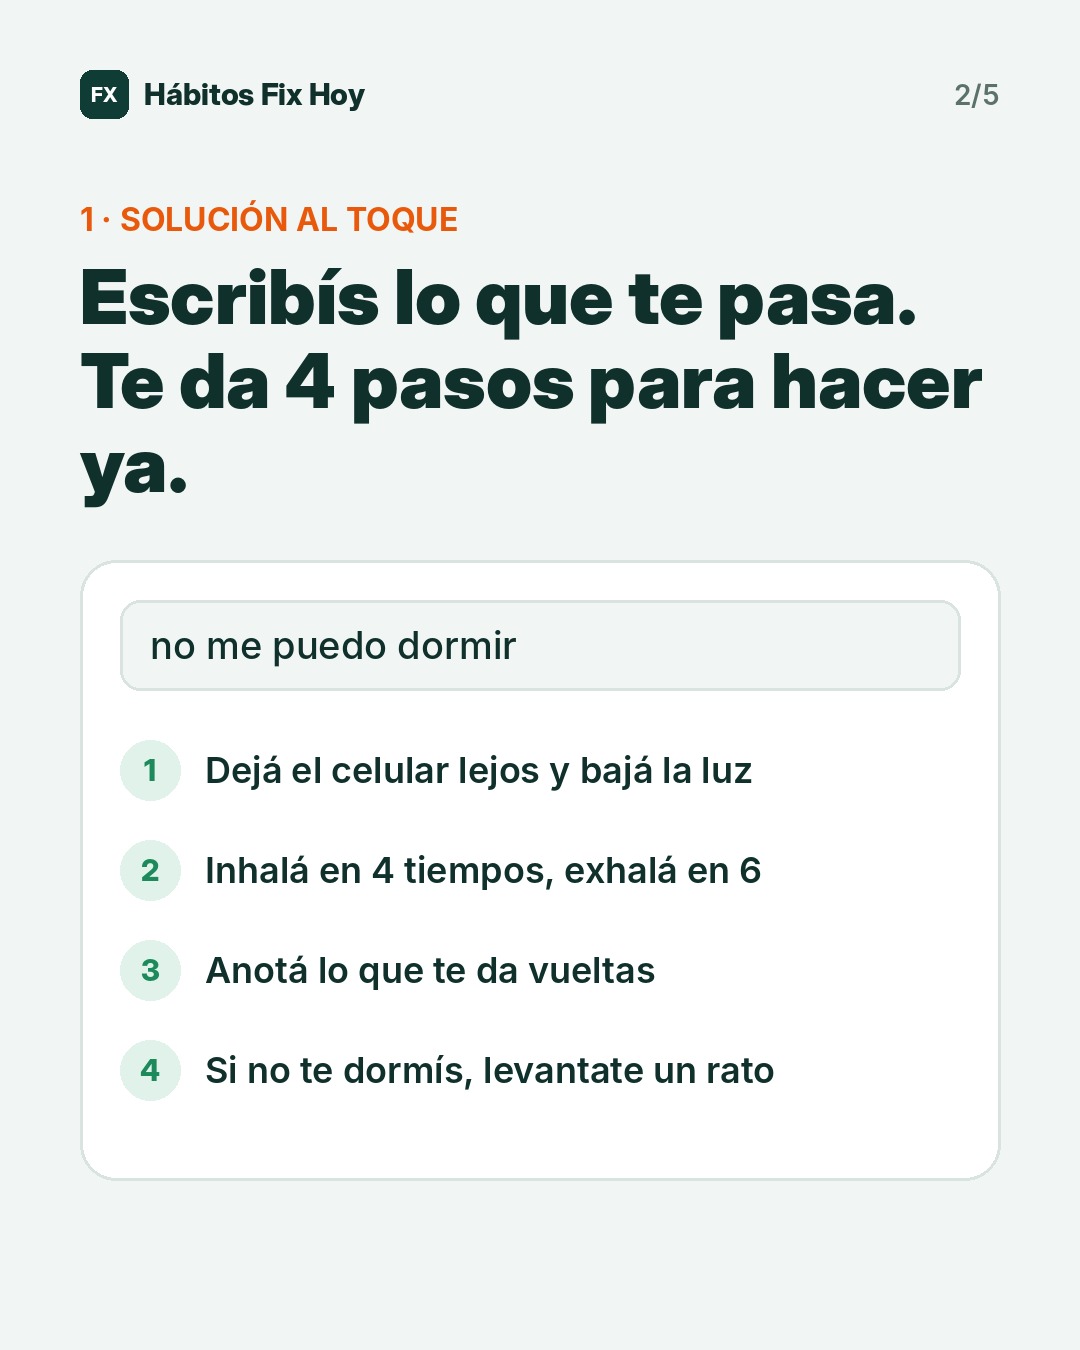 FX Hábitos Fix Hoy
2/5
1 · SOLUCIÓN AL TOQUE
Escribís lo que te pasa.
Te da 4 pasos para hacer
ya.
no me puedo dormir
1 Dejá el celular lejos y bajá la luz
2 Inhalá en 4 tiempos, exhalá en 6
3 Anotá lo que te da vueltas
4 Si no te dormís, levantate un rato